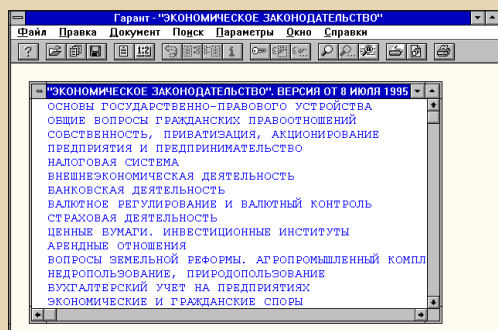 Гарант - "ЭКОНОМИЧЕСКОЕ ЗАКОНОДАТЕЛЬСТВО"
Файл Правка Документ Поиск Параметры Окно Справки
"ЭКОНОМИЧЕСКОЕ ЗАКОНОДАТЕЛЬСТВО". ВЕРСИЯ ОТ 8 ИЮЛЯ 1995
ОСНОВЫ ГОСУДАРСТВЕННО-ПРАВОВОГО УСТРОЙСТВА
ОБЩИЕ ВОПРОСЫ ГРАЖДАНСКИХ ПРАВООТНОШЕНИЙ
СОБСТВЕННОСТЬ, ПРИВАТИЗАЦИЯ, АКЦИОНИРОВАНИЕ
ПРЕДПРИЯТИЯ И ПРЕДПРИНИМАТЕЛЬСТВО
НАЛОГОВАЯ СИСТЕМА
ВНЕШНЕЭКОНОМИЧЕСКАЯ ДЕЯТЕЛЬНОСТЬ
БАНКОВСКАЯ ДЕЯТЕЛЬНОСТЬ
ВАЛЮТНОЕ РЕГУЛИРОВАНИЕ И ВАЛЮТНЫЙ КОНТРОЛЬ
СТРАХОВАЯ ДЕЯТЕЛЬНОСТЬ
ЦЕННЫЕ БУМАГИ. ИНВЕСТИЦИОННЫЕ ИНСТИТУТЫ
АРЕНДНЫЕ ОТНОШЕНИЯ
ВОПРОСЫ ЗЕМЕЛЬНОЙ РЕФОРМЫ. АГРОПРОМЫШЛЕННЫЙ КОМПЛ
НЕДРОПОЛЬЗОВАНИЕ, ПРИРОДОПОЛЬЗОВАНИЕ
БУХГАЛТЕРСКИЙ УЧЕТ НА ПРЕДПРИЯТИЯХ
ЭКОНОМИЧЕСКИЕ И ГРАЖДАНСКИЕ СПОРЫ